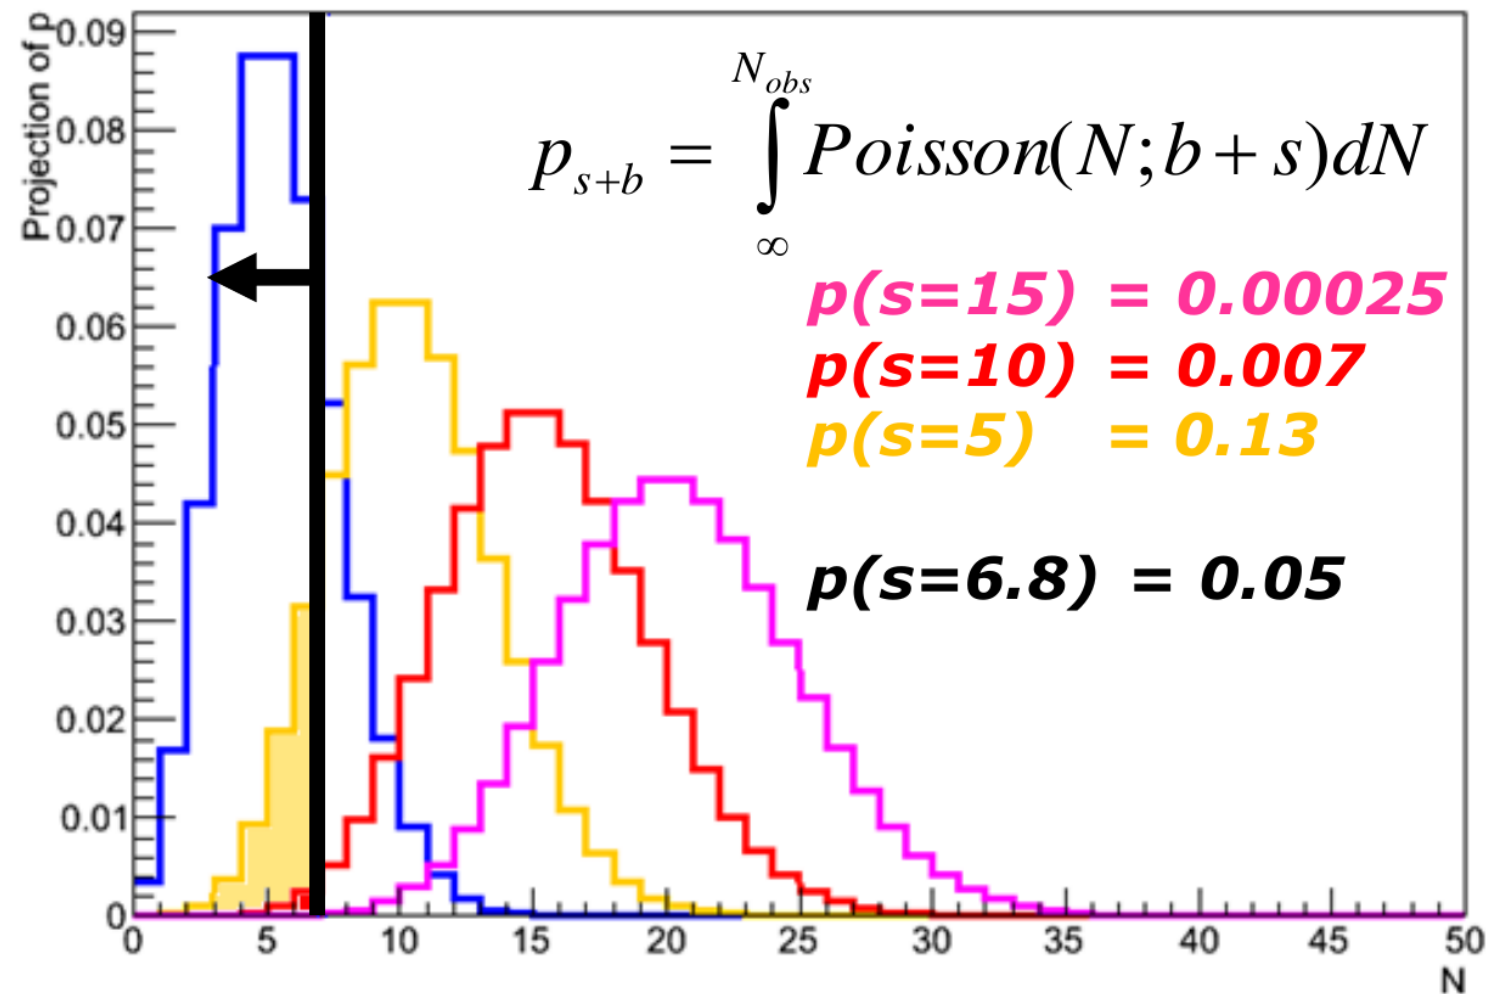 Projection of p
0.09
0.08
0.07
0.06
0.05
0.04
0.03
0.02
0.01
0
p_{s+b} = ∫_{∞}^{N_{obs}} Poisson(N; b + s)dN
p(s=15) = 0.00025
p(s=10) = 0.007
p(s=5) = 0.13
p(s=6.8) = 0.05
0 5 10 15 20 25 30 35 40 45 50
N